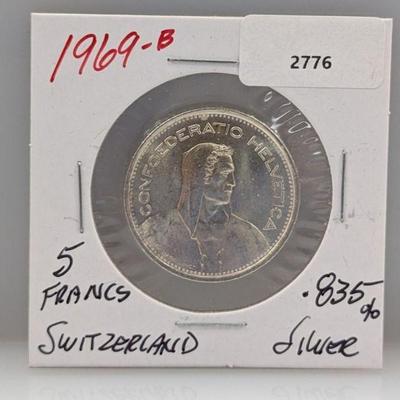 1969-B
2776
CONFOEDERATIO HELVETICA
5
FRANCS
SWITZERLAND
.835%
SILVER